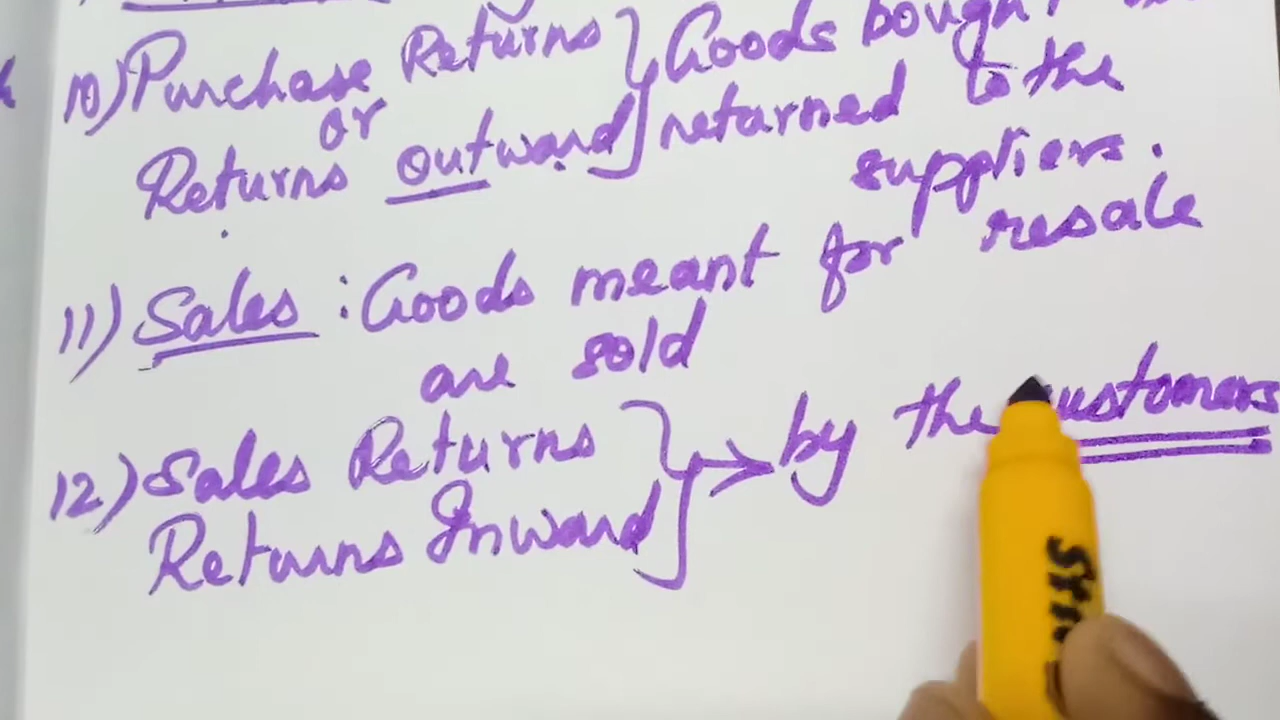 10) Purchase Returns } Goods bought
or
Returns outward returned to the
suppliers.
11) Sales : Goods meant for resale
are sold
12) Sales Returns } → by the customers
Returns Inward